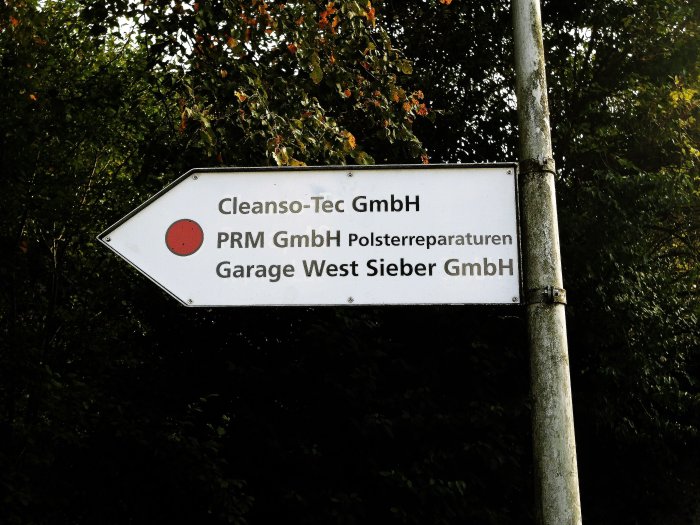 Cleanso-Tec GmbH
PRM GmbH Polsterreparaturen
Garage West Sieber GmbH